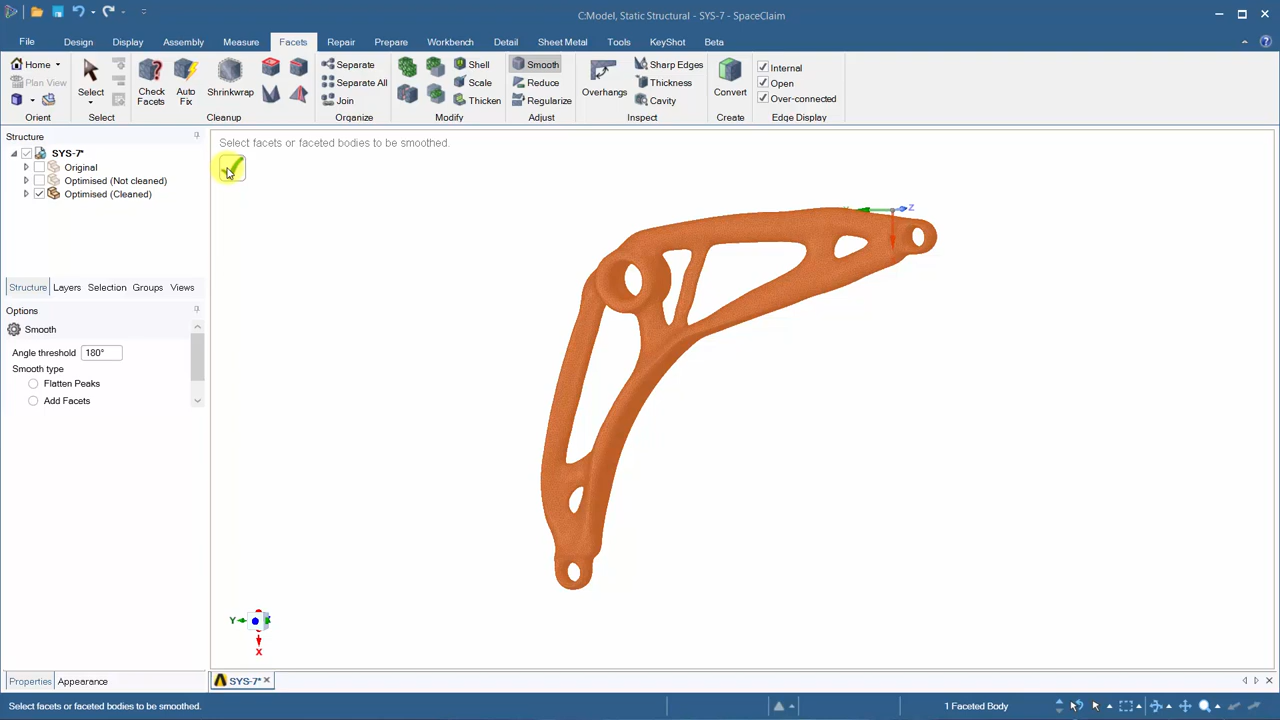 C:Model, Static Structural - SYS-7 - SpaceClaim
File Design Display Assembly Measure Facets Repair Prepare Workbench Detail Sheet Metal Tools KeyShot Beta
Home
Plan View
Orient
Select
Select
Check Facets
Auto Fix
Shrinkwrap
Cleanup
Separate
Separate All
Join
Organize
Shell
Scale
Thicken
Modify
Smooth
Reduce
Regularize
Adjust
Overhangs
Sharp Edges
Thickness
Cavity
Inspect
Convert
Create
Internal
Open
Over-connected
Edge Display
Structure
SYS-7*
Original
Optimised (Not cleaned)
Optimised (Cleaned)
Structure Layers Selection Groups Views
Options
Smooth
Angle threshold 180°
Smooth type
Flatten Peaks
Add Facets
Properties Appearance
Select facets or faceted bodies to be smoothed.
Z
Y
X
SYS-7*
Select facets or faceted bodies to be smoothed.
1 Faceted Body